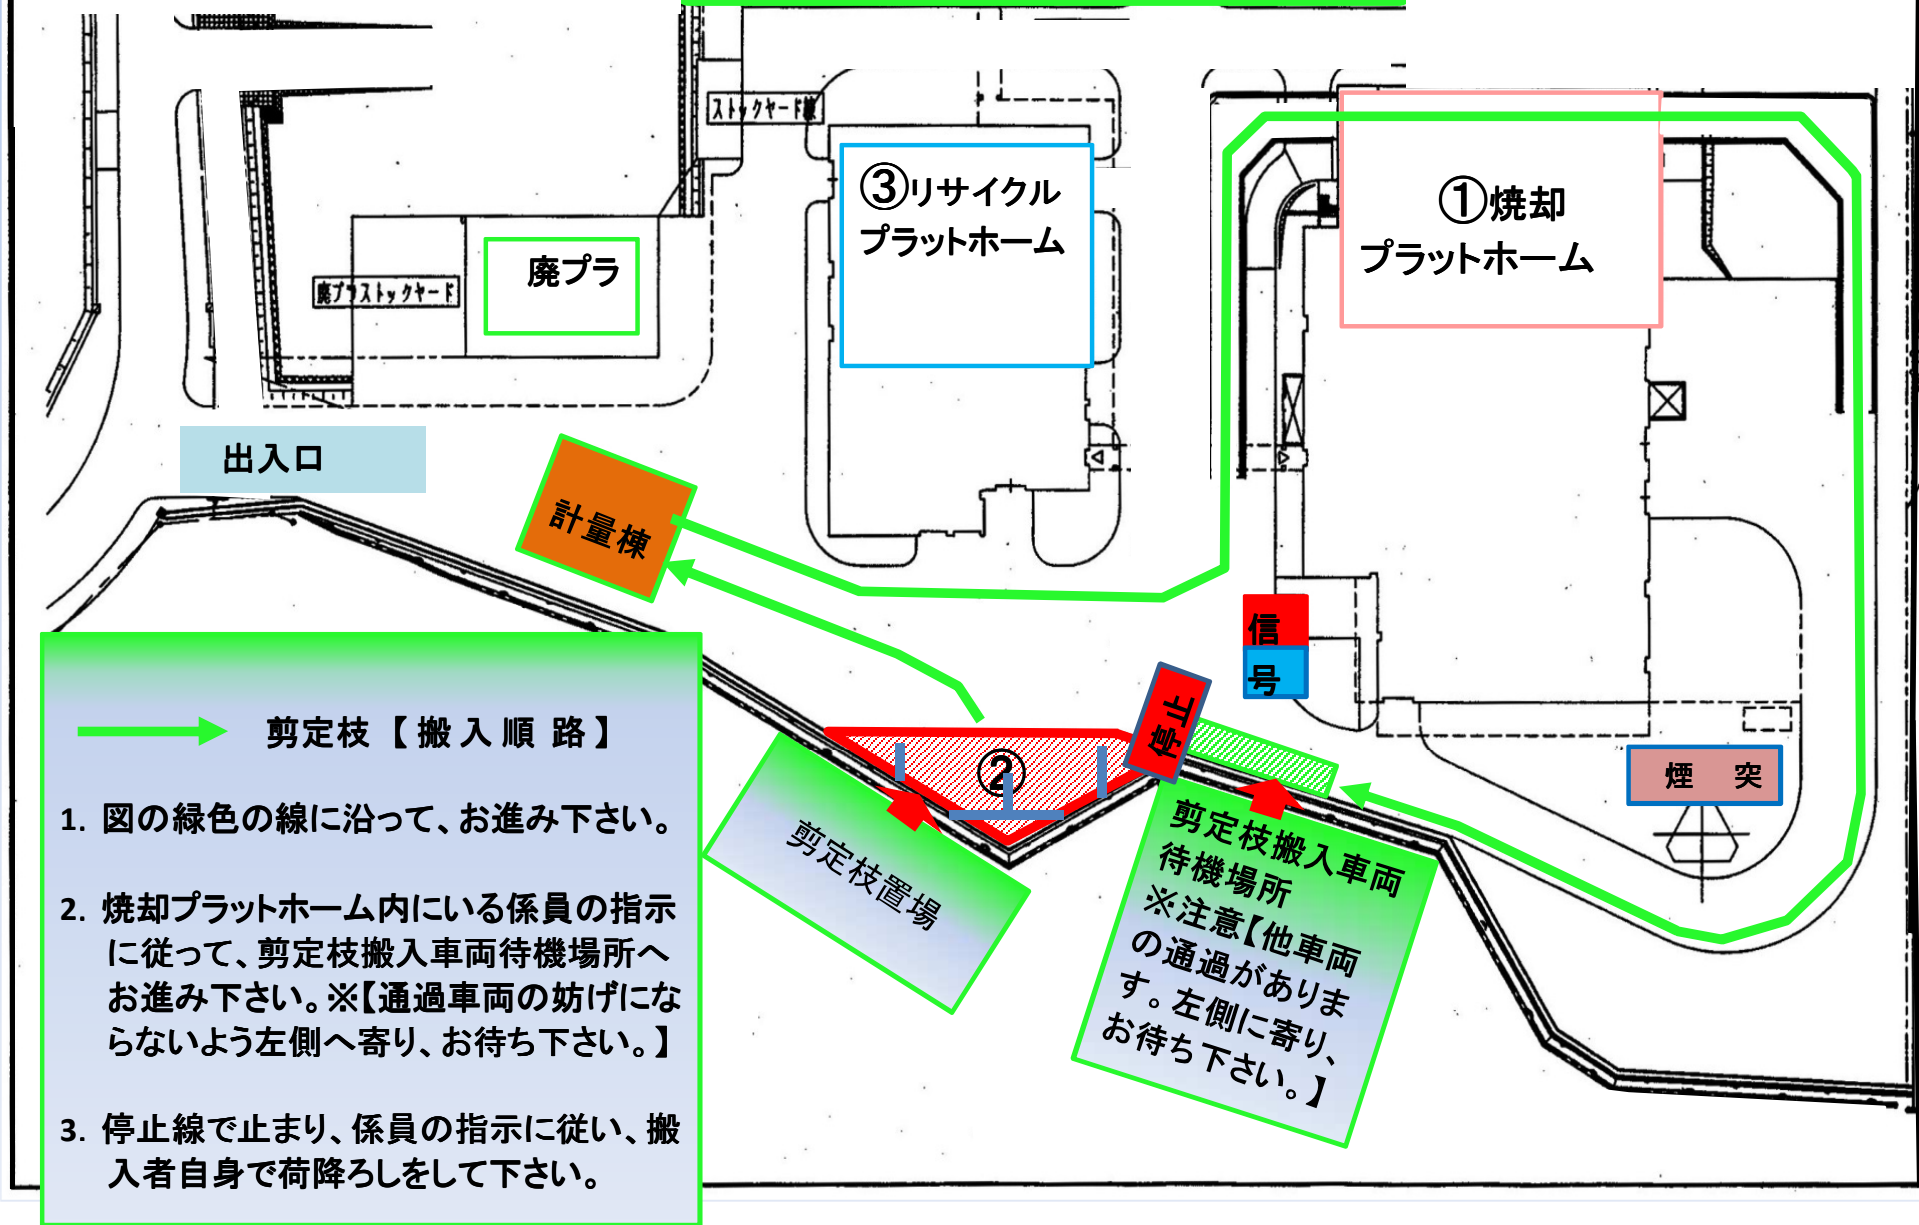 ストックヤード棟
③リサイクル
プラットホーム
①焼却
プラットホーム
廃プラストックヤード
廃プラ
出入口
計量棟
信
号
停止
②
煙 突
剪定枝置場
剪定枝搬入車両
待機場所
※注意【他車両
の通過がありま
す。左側に寄り、
お待ち下さい。】
剪定枝【搬入順 路】
1. 図の緑色の線に沿って、お進み下さい。
2. 焼却プラットホーム内にいる係員の指示
に従って、剪定枝搬入車両待機場所へ
お進み下さい。※【通過車両の妨げにな
らないよう左側へ寄り、お待ち下さい。】
3. 停止線で止まり、係員の指示に従い、搬
入者自身で荷降ろしをして下さい。